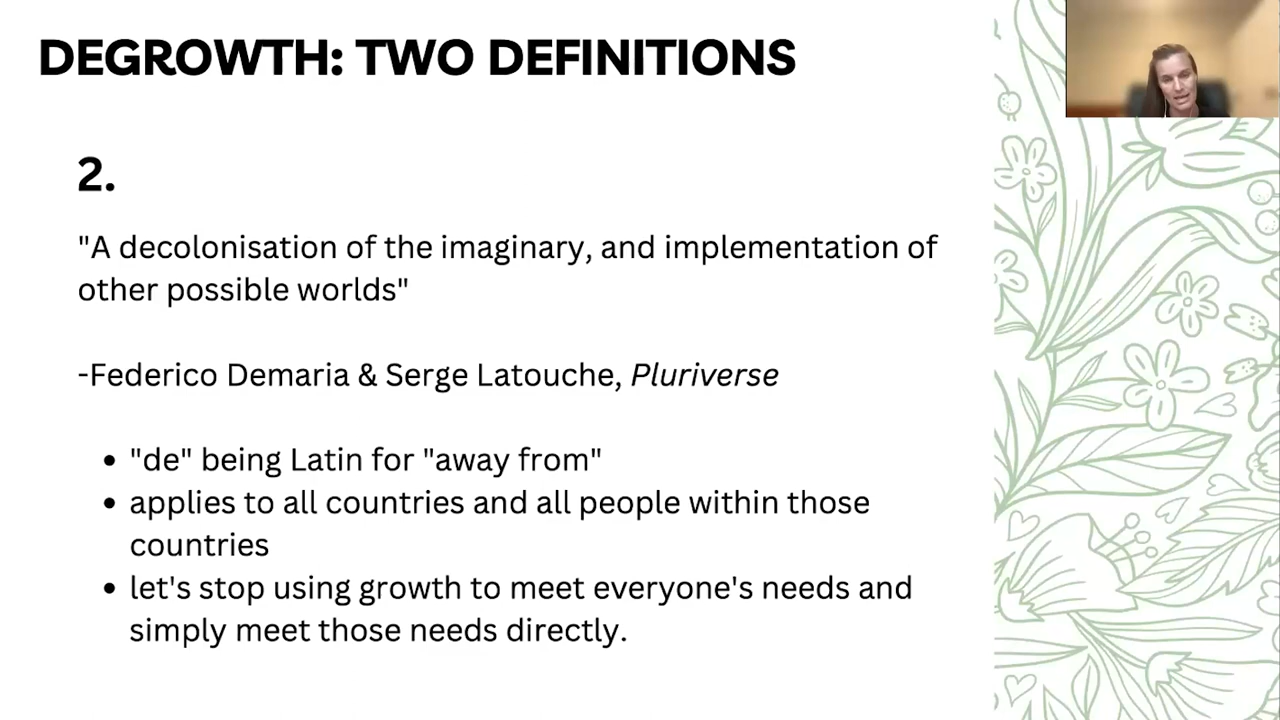 DEGROWTH: TWO DEFINITIONS
2.
"A decolonisation of the imaginary, and implementation of
other possible worlds"
-Federico Demaria & Serge Latouche, Pluriverse
• "de" being Latin for "away from"
• applies to all countries and all people within those
countries
• let's stop using growth to meet everyone's needs and
simply meet those needs directly.